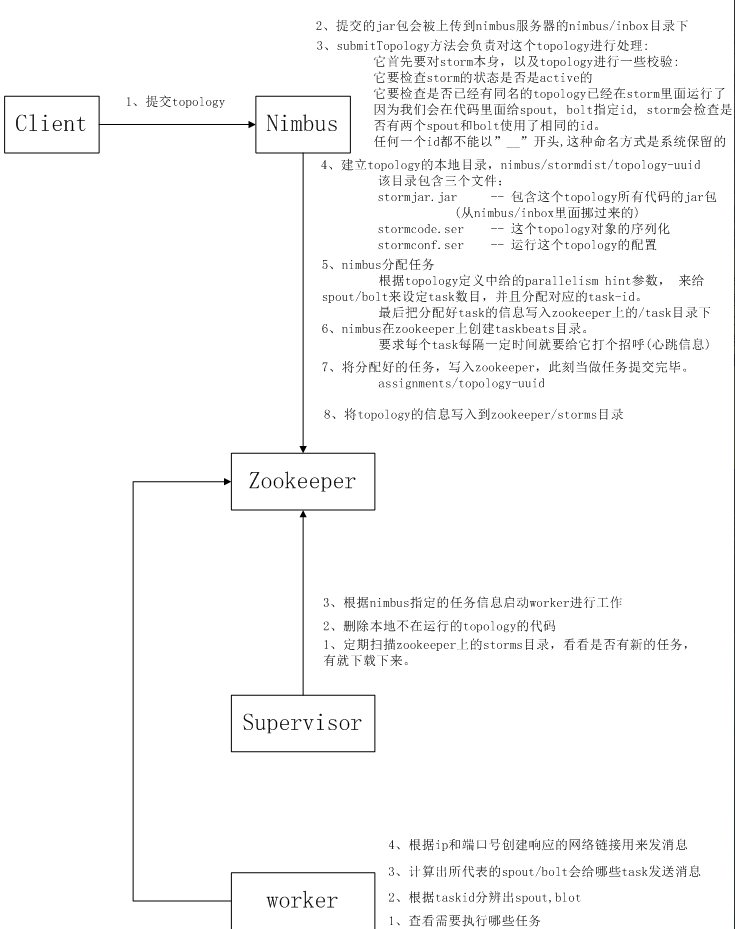 2、提交的jar包会被上传到nimbus服务器的nimbus/inbox目录下
3、submitTopology方法会负责对这个topology进行处理:
它首先要对storm本身，以及topology进行一些校验:
它要检查storm的状态是否是active的
它要检查是否已经有同名的topology已经在storm里面运行了
因为我们会在代码里面给spout, bolt指定id, storm会检查是
否有两个spout和bolt使用了相同的id。
任何一个id都不能以”__”开头,这种命名方式是系统保留的
1、提交topology
Client
Nimbus
4、建立topology的本地目录，nimbus/stormdist/topology-uuid
该目录包含三个文件：
stormjar.jar -- 包含这个topology所有代码的jar包
(从nimbus/inbox里面挪过来的)
stormcode.ser -- 这个topology对象的序列化
stormconf.ser -- 运行这个topology的配置
5、nimbus分配任务
根据topology定义中给的parallelism hint参数， 来给
spout/bolt来设定task数目，并且分配对应的task-id。
最后把分配好task的信息写入zookeeper上的/task目录下
6、nimbus在zookeeper上创建taskbeats目录。
要求每个task每隔一定时间就要给它打个招呼(心跳信息)
7、将分配好的任务，写入zookeeper，此刻当做任务提交完毕。
assignments/topology-uuid
8、将topology的信息写入到zookeeper/storms目录
Zookeeper
3、根据nimbus指定的任务信息启动worker进行工作
2、删除本地不在运行的topology的代码
1、定期扫描zookeeper上的storms目录，看看是否有新的任务，
有就下载下来。
Supervisor
4、根据ip和端口号创建响应的网络链接用来发消息
3、计算出所代表的spout/bolt会给哪些task发送消息
2、根据taskid分辨出spout,blot
1、查看需要执行哪些任务
worker